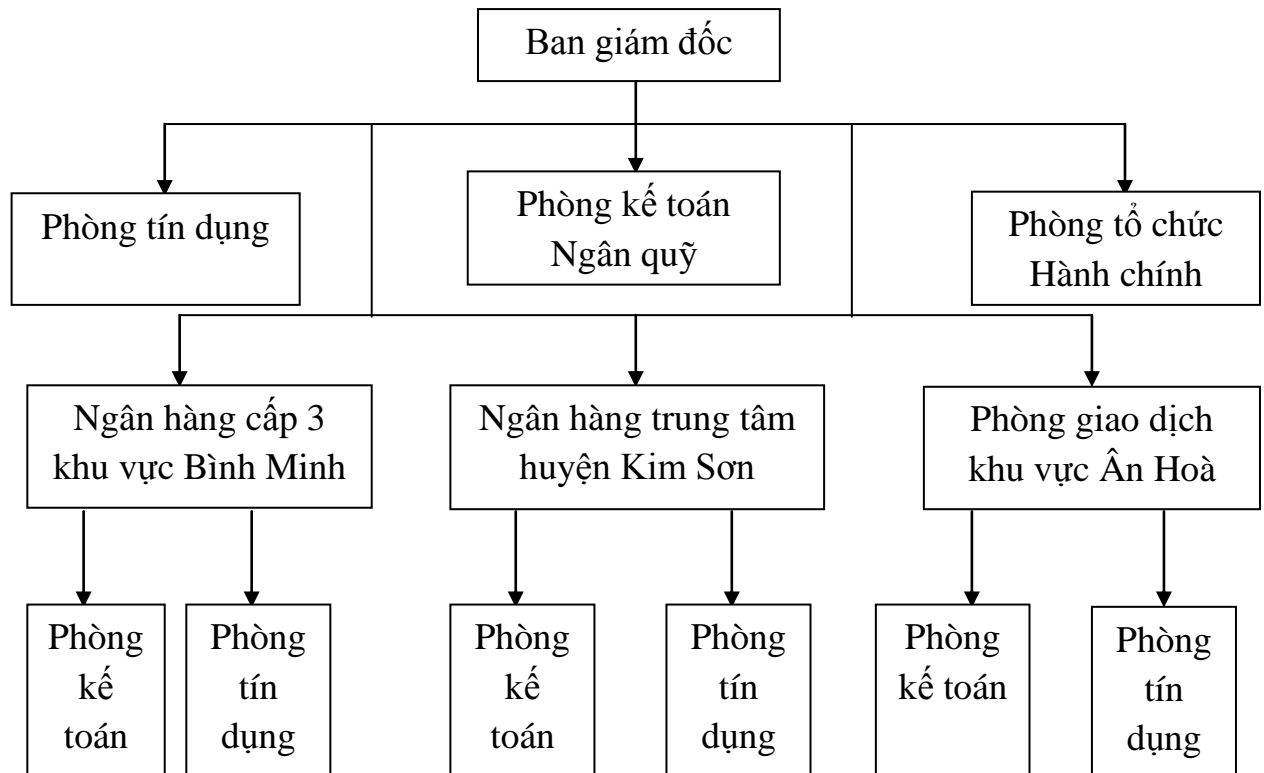 Ban giám đốc
Phòng tín dụng
Phòng kế toán
Ngân quỹ
Phòng tổ chức
Hành chính
Ngân hàng cấp 3
khu vực Bình Minh
Ngân hàng trung tâm
huyện Kim Sơn
Phòng giao dịch
khu vực Ân Hoà
Phòng
kế
toán
Phòng
tín
dụng
Phòng
kế
toán
Phòng
tín
dụng
Phòng
kế toán
Phòng
tín
dụng